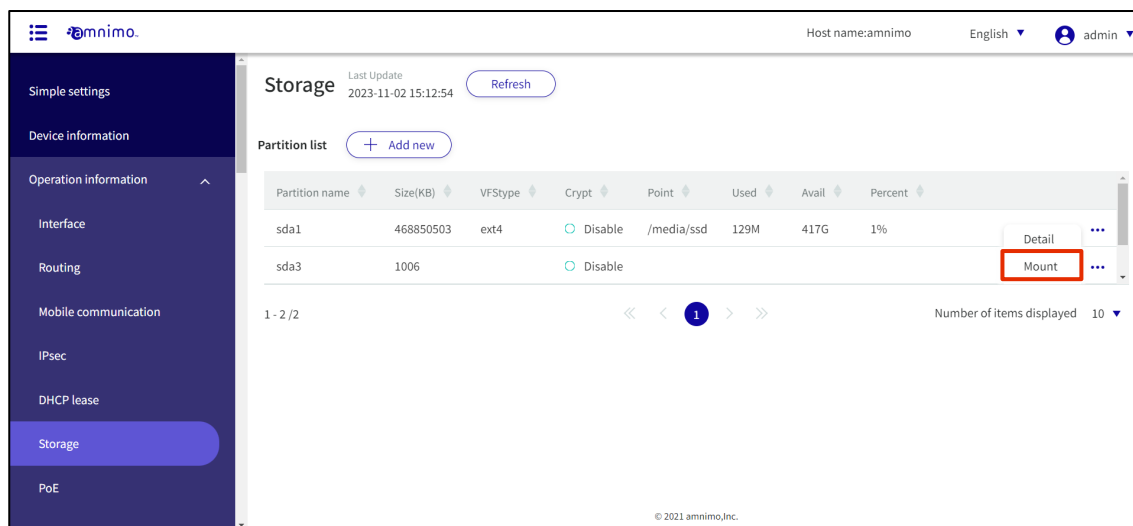 amnimo
Host name:amnimo
English
admin
Simple settings
Device information
Operation information
Interface
Routing
Mobile communication
IPsec
DHCP lease
Storage
PoE
Storage
Last Update
2023-11-02 15:12:54
Refresh
Partition list
+ Add new
Partition name Size(KB) VFStype Crypt Point Used Avail Percent
sda1 468850503 ext4 Disable /media/ssd 129M 417G 1%
Detail
sda3 1006 Disable
Mount
1 - 2 /2
1
Number of items displayed 10
© 2021 amnimo,Inc.